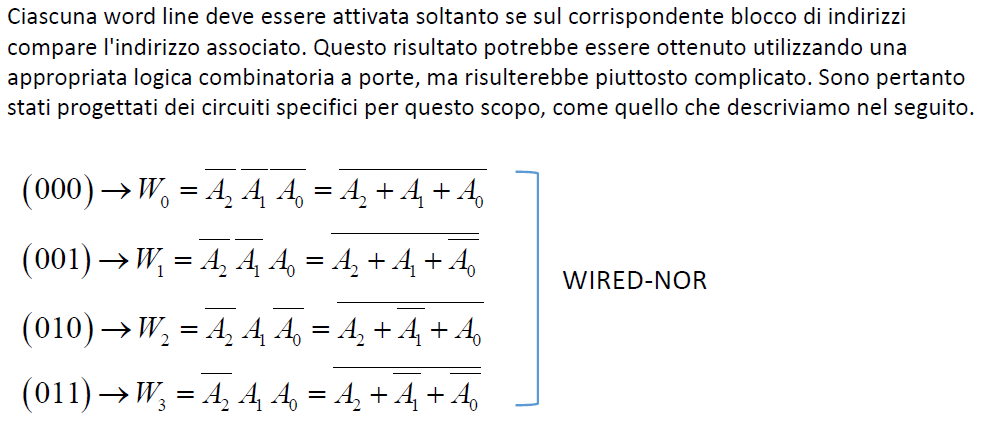 Ciascuna word line deve essere attivata soltanto se sul corrispondente blocco di indirizzi
compare l'indirizzo associato. Questo risultato potrebbe essere ottenuto utilizzando una
appropriata logica combinatoria a porte, ma risulterebbe piuttosto complicato. Sono pertanto
stati progettati dei circuiti specifici per questo scopo, come quello che descriviamo nel seguito.
$(000) \rightarrow W_0 = \overline{A_2}\,\overline{A_1}\,\overline{A_0} = \overline{A_2 + A_1 + A_0}$
$(001) \rightarrow W_1 = \overline{A_2}\,\overline{A_1}\,A_0 = \overline{A_2 + A_1 + \overline{A_0}}$
WIRED-NOR
$(010) \rightarrow W_2 = \overline{A_2}\,A_1\,\overline{A_0} = \overline{A_2 + \overline{A_1} + A_0}$
$(011) \rightarrow W_3 = \overline{A_2}\,A_1\,A_0 = \overline{A_2 + \overline{A_1} + \overline{A_0}}$